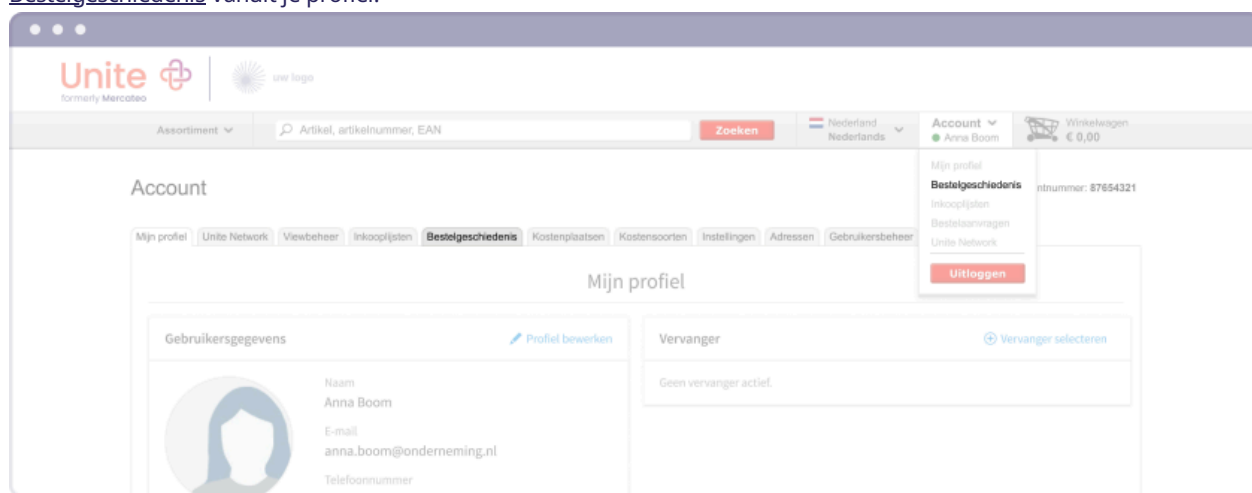 Bestelgeschiedenis vanuit je profiel.
Unite
formerly Mercateo
uw logo
Assortiment
Artikel, artikelnummer, EAN
Zoeken
Nederland
Nederlands
Account
Anna Boom
Winkelwagen
€ 0,00
Mijn profiel
Bestelgeschiedenis
Inkooplijsten
Bestelaanvragen
Unite Network
Uitloggen
Account
ntnummer: 87654321
Mijn profiel Unite Network Viewbeheer Inkooplijsten Bestelgeschiedenis Kostenplaatsen Kostensoorten Instellingen Adressen Gebruikersbeheer
Mijn profiel
Gebruikersgegevens
Profiel bewerken
Vervanger
Vervanger selecteren
Naam
Anna Boom
E-mail
anna.boom@onderneming.nl
Telefoonnummer
Geen vervanger actief.